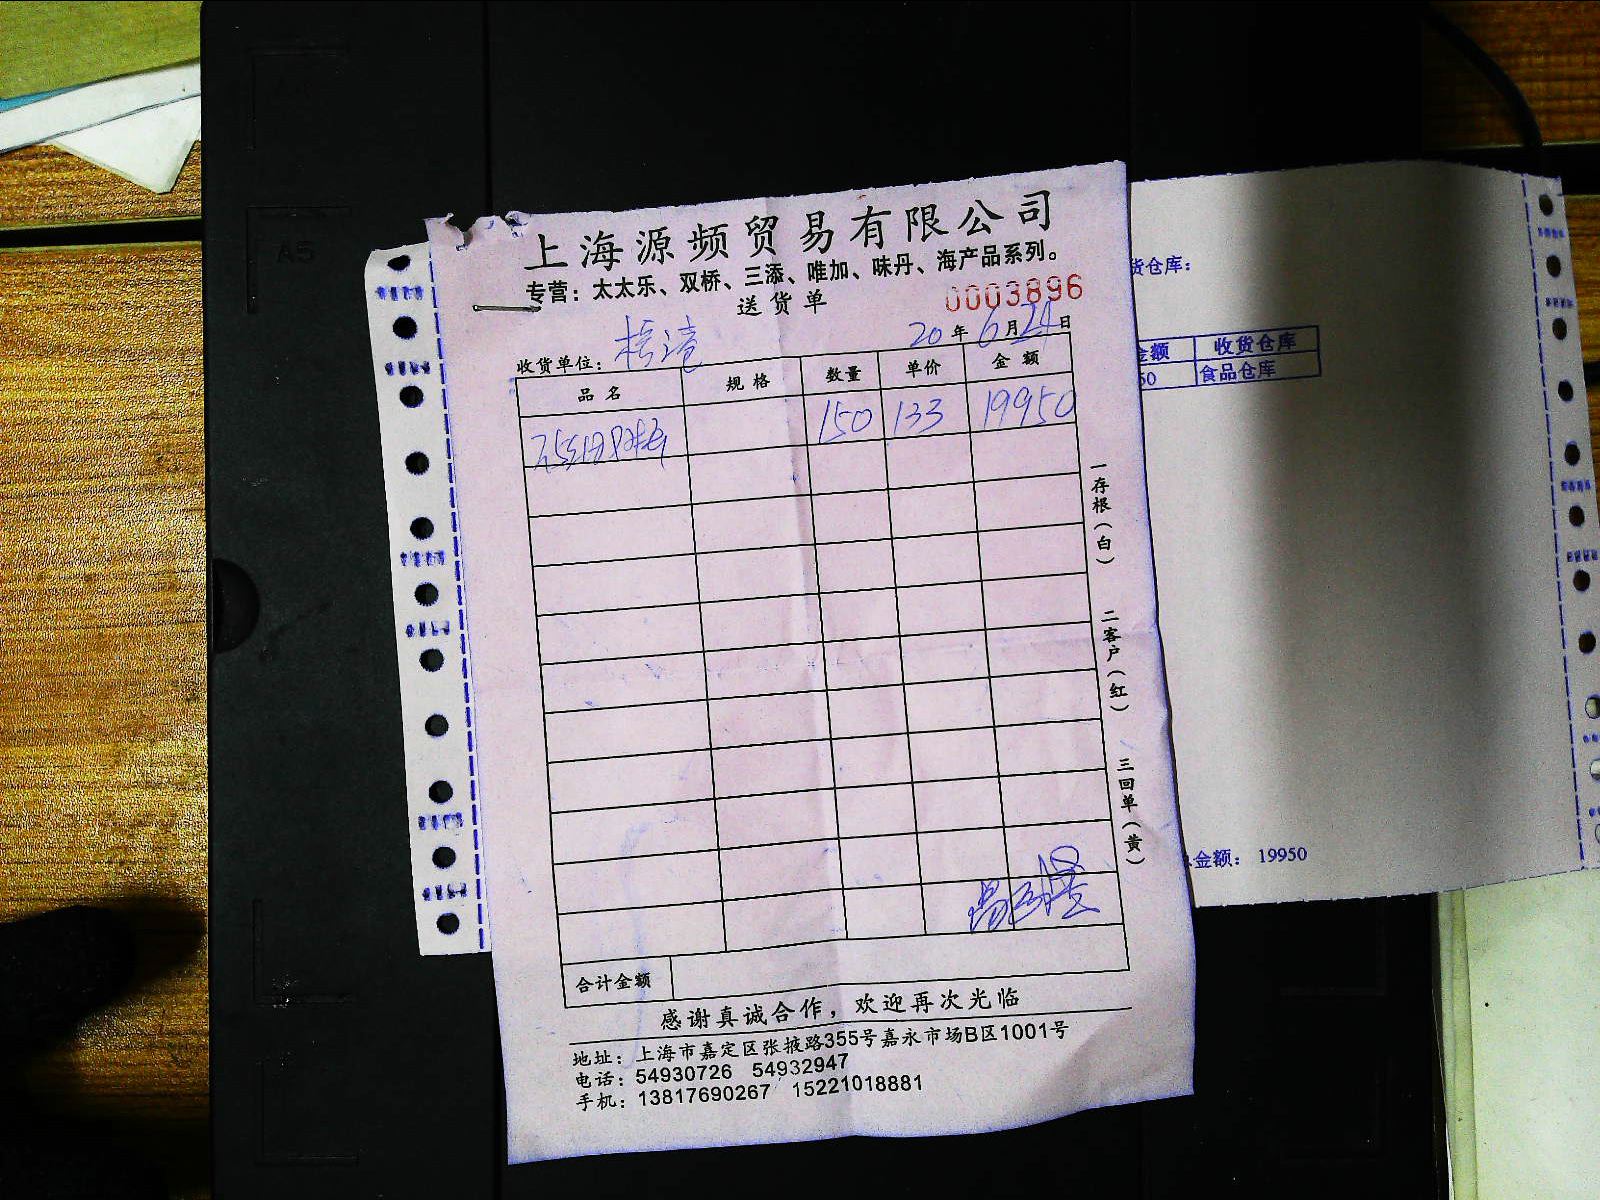 上海源频贸易有限公司
专营：太太乐、双桥、三添、唯加、味丹、海产品系列。
送货单 0003896
收货单位： 20年6月24日
品名 规格 数量 单价 金额
150 133 19950
一存根（白） 二客户（红） 三回单（黄）
合计金额
感谢真诚合作，欢迎再次光临
地址：上海市嘉定区张掖路355号嘉永市场B区1001号
电话：54930726 54932947
手机：13817690267 15221018881
货仓库：
金额 收货仓库
50 食品仓库
金额： 19950
A5